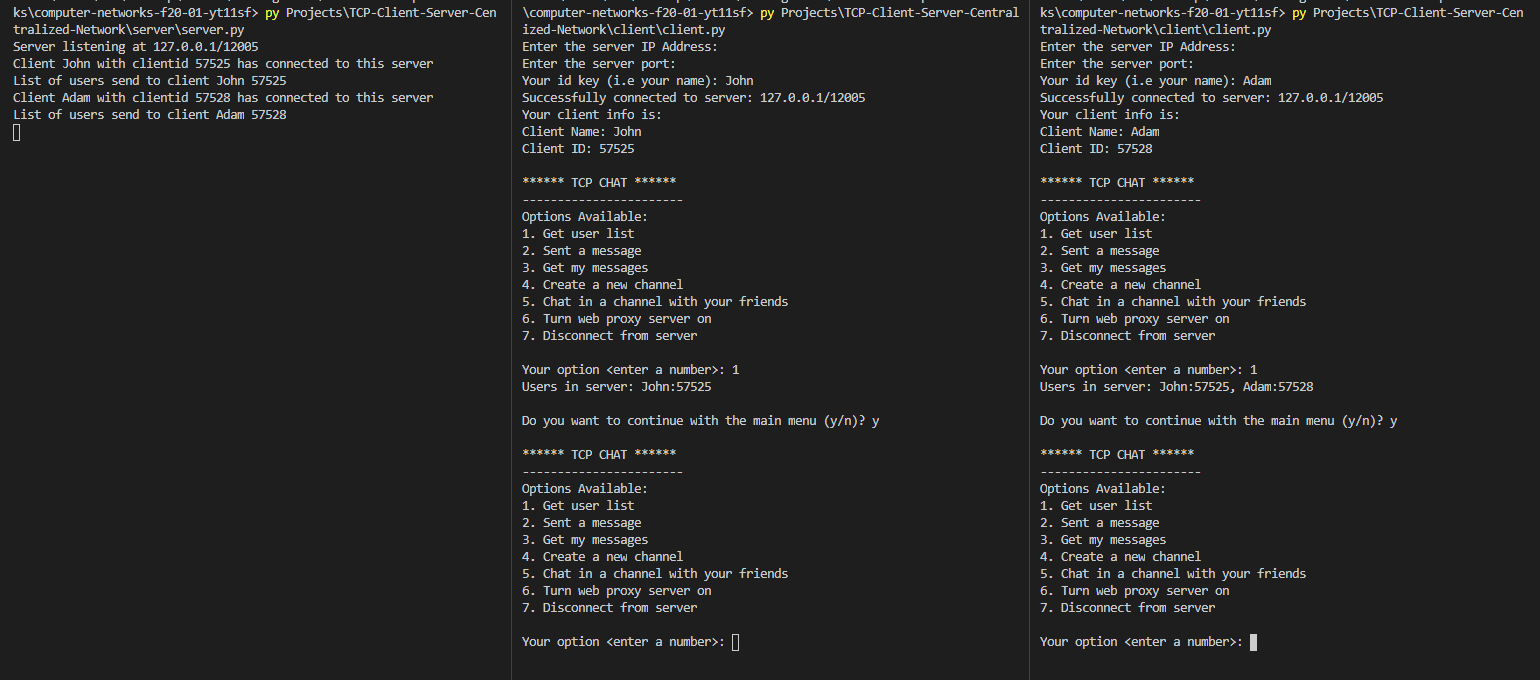 ks\computer-networks-f20-01-yt11sf> py Projects\TCP-Client-Server-Cen
tralized-Network\server\server.py
Server listening at 127.0.0.1/12005
Client John with clientid 57525 has connected to this server
List of users send to client John 57525
Client Adam with clientid 57528 has connected to this server
List of users send to client Adam 57528
\computer-networks-f20-01-yt11sf> py Projects\TCP-Client-Server-Central
ized-Network\client\client.py
Enter the server IP Address:
Enter the server port:
Your id key (i.e your name): John
Successfully connected to server: 127.0.0.1/12005
Your client info is:
Client Name: John
Client ID: 57525
****** TCP CHAT ******
-----------------------
Options Available:
1. Get user list
2. Sent a message
3. Get my messages
4. Create a new channel
5. Chat in a channel with your friends
6. Turn web proxy server on
7. Disconnect from server
Your option <enter a number>: 1
Users in server: John:57525
Do you want to continue with the main menu (y/n)? y
****** TCP CHAT ******
-----------------------
Options Available:
1. Get user list
2. Sent a message
3. Get my messages
4. Create a new channel
5. Chat in a channel with your friends
6. Turn web proxy server on
7. Disconnect from server
Your option <enter a number>:
ks\computer-networks-f20-01-yt11sf> py Projects\TCP-Client-Server-Cen
tralized-Network\client\client.py
Enter the server IP Address:
Enter the server port:
Your id key (i.e your name): Adam
Successfully connected to server: 127.0.0.1/12005
Your client info is:
Client Name: Adam
Client ID: 57528
****** TCP CHAT ******
-----------------------
Options Available:
1. Get user list
2. Sent a message
3. Get my messages
4. Create a new channel
5. Chat in a channel with your friends
6. Turn web proxy server on
7. Disconnect from server
Your option <enter a number>: 1
Users in server: John:57525, Adam:57528
Do you want to continue with the main menu (y/n)? y
****** TCP CHAT ******
-----------------------
Options Available:
1. Get user list
2. Sent a message
3. Get my messages
4. Create a new channel
5. Chat in a channel with your friends
6. Turn web proxy server on
7. Disconnect from server
Your option <enter a number>: